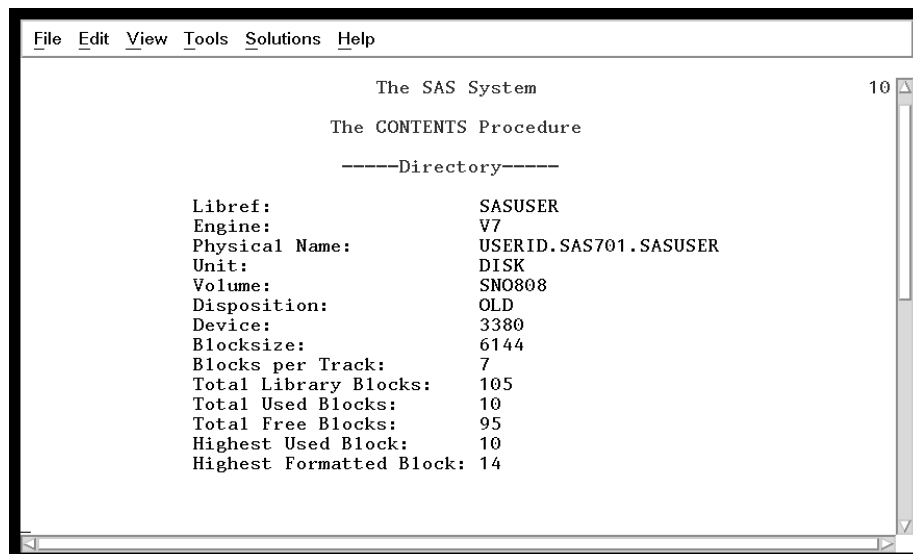 File Edit View Tools Solutions Help
The SAS System 10
The CONTENTS Procedure
-----Directory-----
Libref: SASUSER
Engine: V7
Physical Name: USERID.SAS701.SASUSER
Unit: DISK
Volume: SNO808
Disposition: OLD
Device: 3380
Blocksize: 6144
Blocks per Track: 7
Total Library Blocks: 105
Total Used Blocks: 10
Total Free Blocks: 95
Highest Used Block: 10
Highest Formatted Block: 14